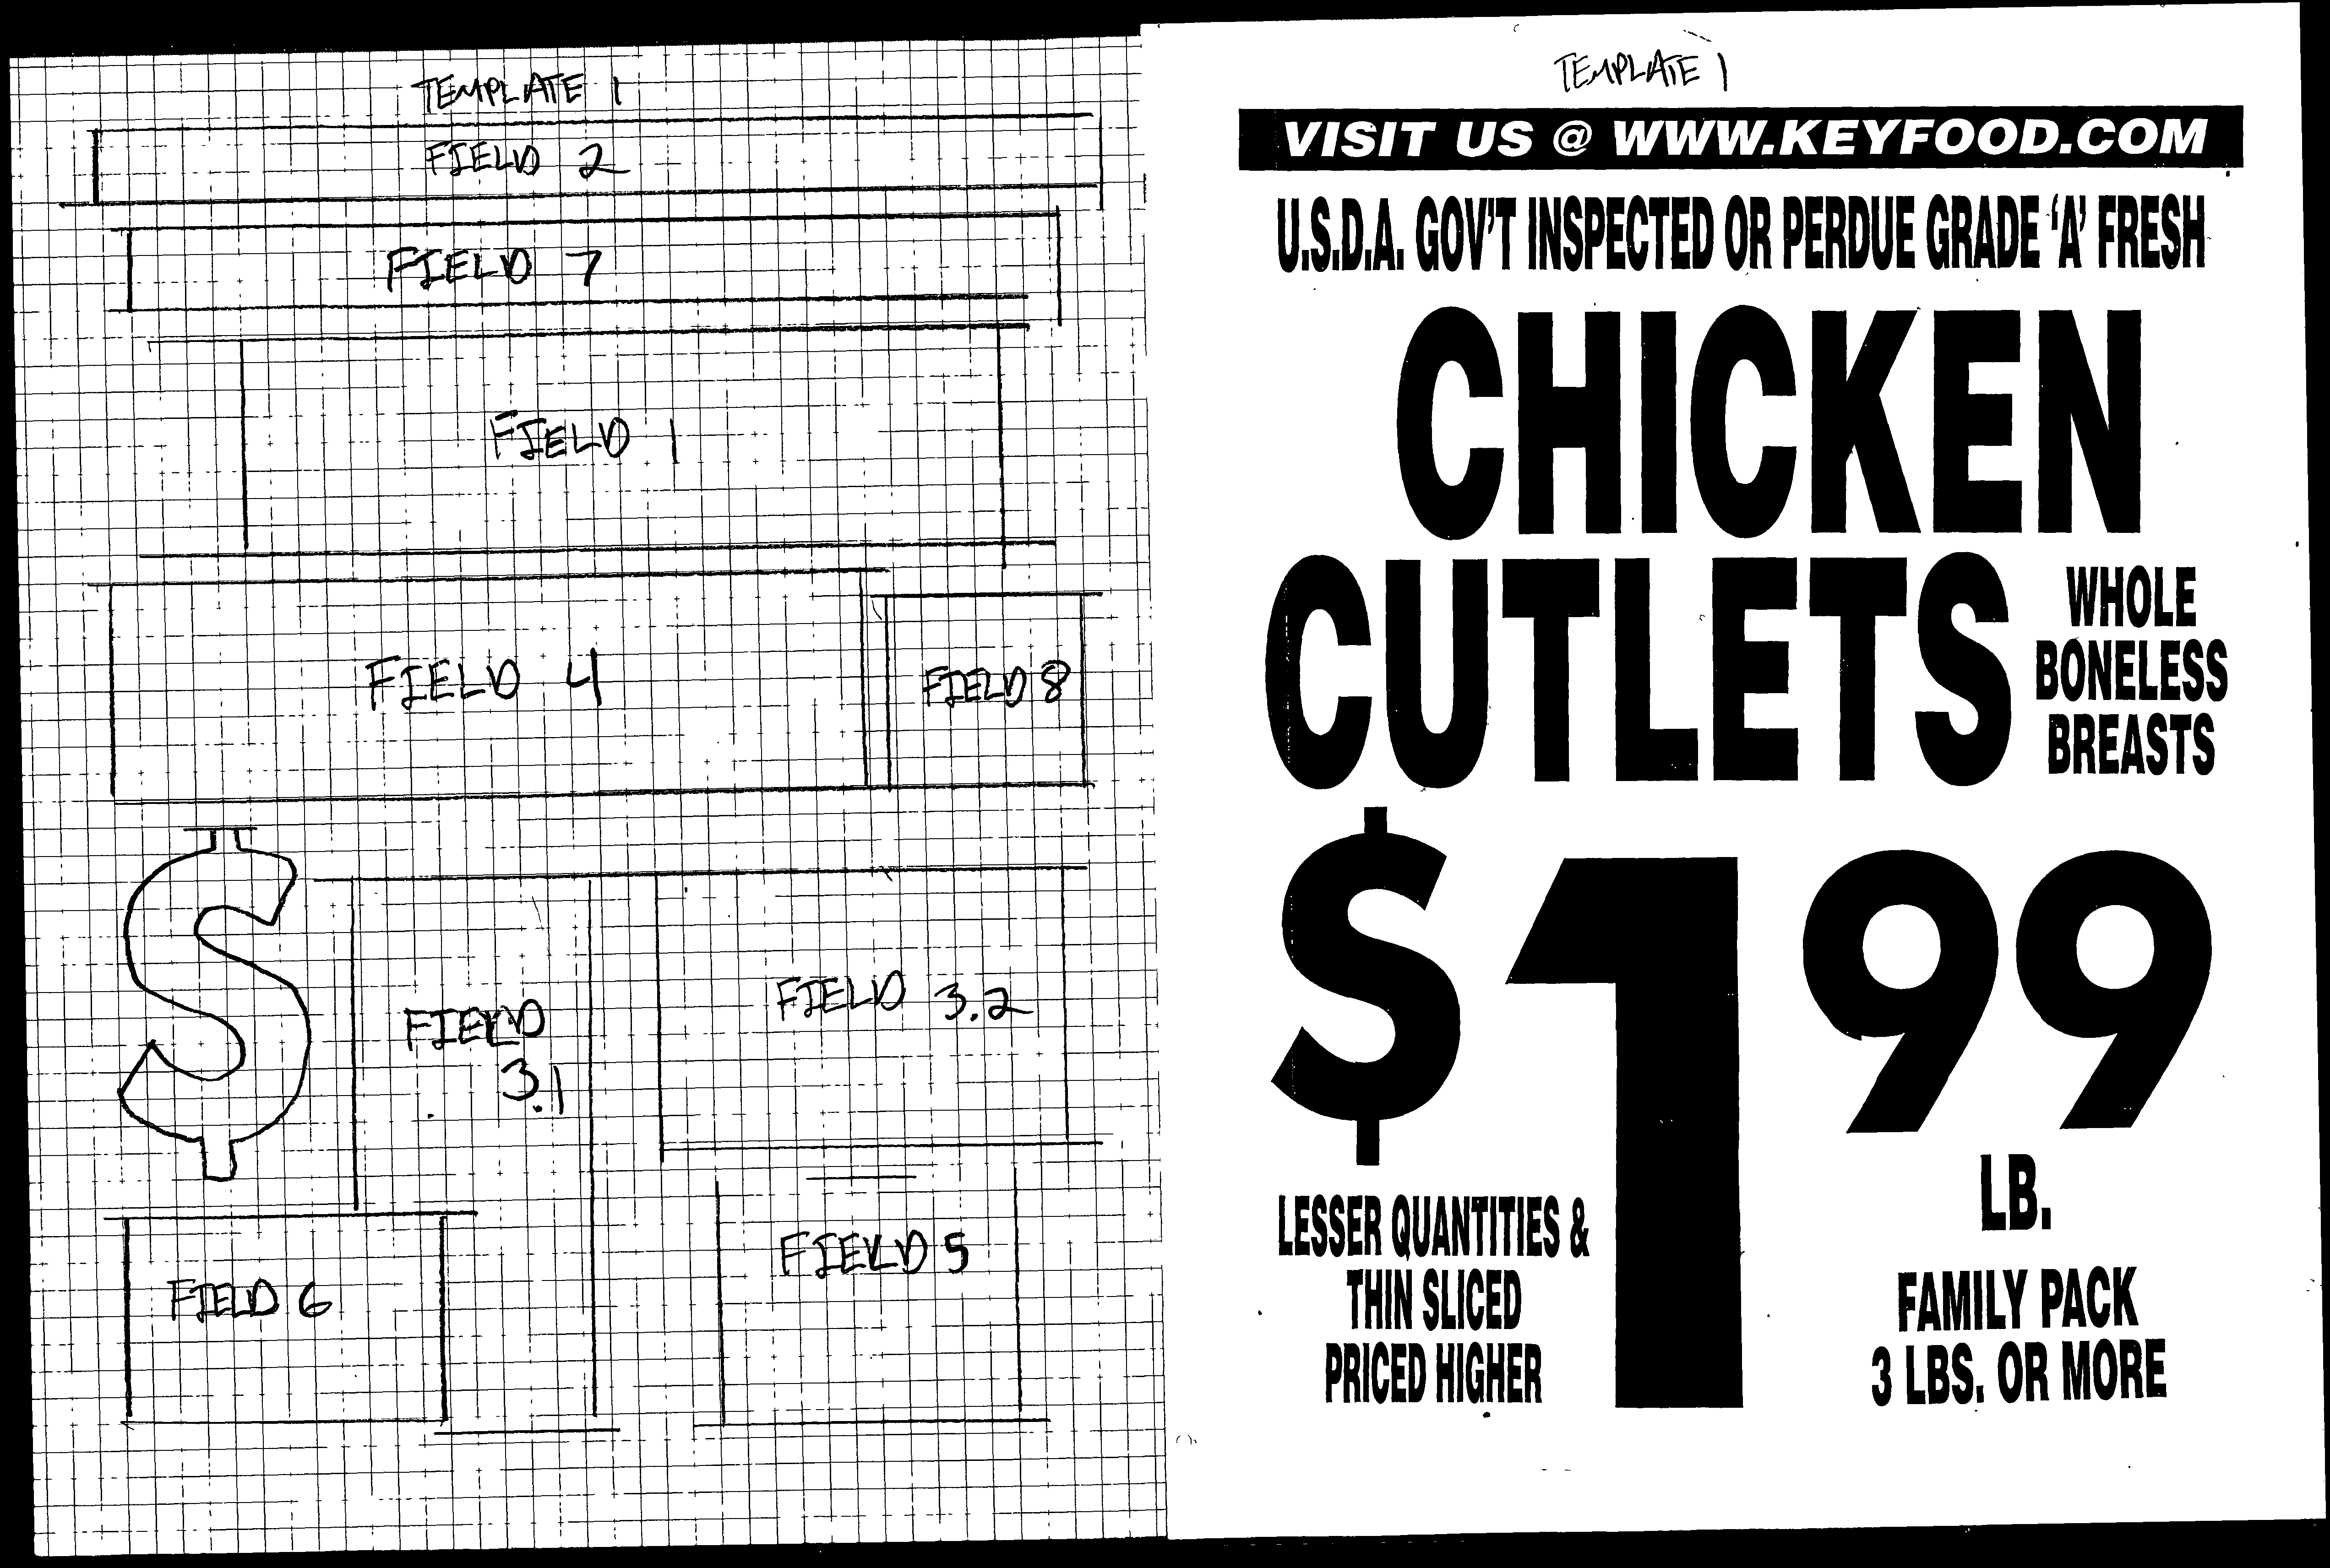 TEMPLATE 1
FIELD 2
FIELD 7
FIELD 1
FIELD 4
FIELD 8
$
FIELD
3.1
FIELD 3.2
FIELD 6
FIELD 5
TEMPLATE 1
VISIT US @ WWW.KEYFOOD.COM
U.S.D.A. GOV'T INSPECTED OR PERDUE GRADE 'A' FRESH
CHICKEN
CUTLETS
WHOLE
BONELESS
BREASTS
$199
LB.
LESSER QUANTITIES &
THIN SLICED
PRICED HIGHER
FAMILY PACK
3 LBS. OR MORE